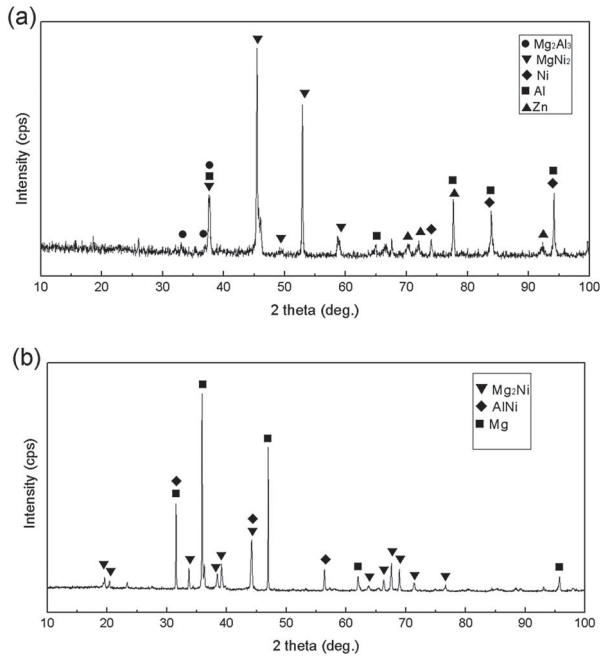 (a)
Mg2Al3
MgNi2
Ni
Al
Zn
Intensity (cps)
10 20 30 40 50 60 70 80 90 100
2 theta (deg.)
(b)
Mg2Ni
AlNi
Mg
Intensity (cps)
10 20 30 40 50 60 70 80 90 100
2 theta (deg.)